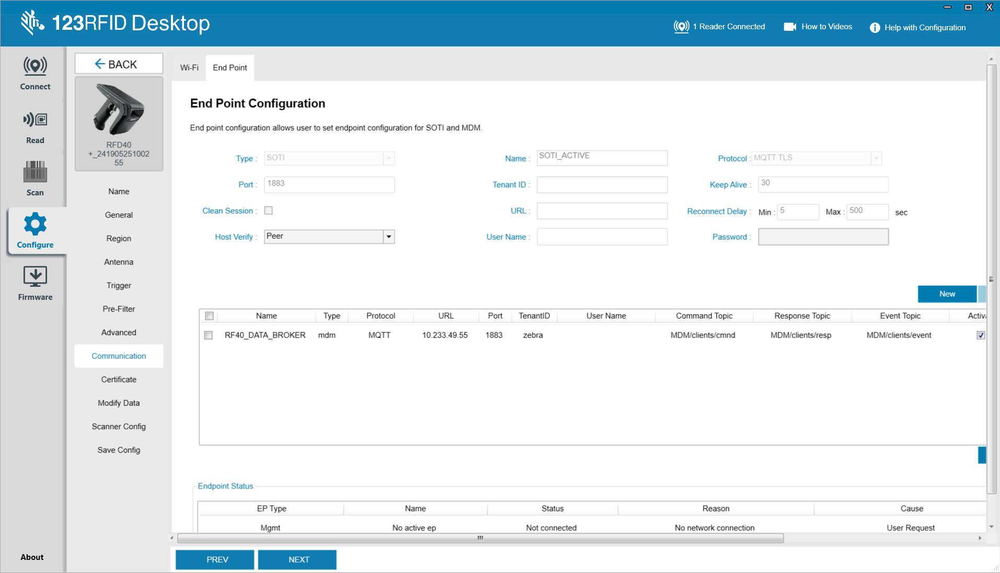 123RFID Desktop
1 Reader Connected
How to Videos
Help with Configuration
Connect
Read
Scan
Configure
Firmware
About
BACK
RFD40
+_241905251002
55
Name
General
Region
Antenna
Trigger
Pre-Filter
Advanced
Communication
Certificate
Modify Data
Scanner Config
Save Config
Wi-Fi End Point
End Point Configuration
End point configuration allows user to set endpoint configuration for SOTI and MDM.
Type : SOTI Name : SOTI_ACTIVE Protocol : MQTT TLS
Port : 1883 Tenant ID : Keep Alive : 30
Clean Session : URL : Reconnect Delay : Min : 5 Max : 500 sec
Host Verify : Peer User Name : Password :
New
Name Type Protocol URL Port TenantID User Name Command Topic Response Topic Event Topic
RF40_DATA_BROKER mdm MQTT 10.233.49.55 1883 zebra MDM/clients/cmnd MDM/clients/resp MDM/clients/event
Endpoint Status
EP Type Name Status Reason Cause
Mgmt No active ep Not connected No network connection User Request
PREV NEXT